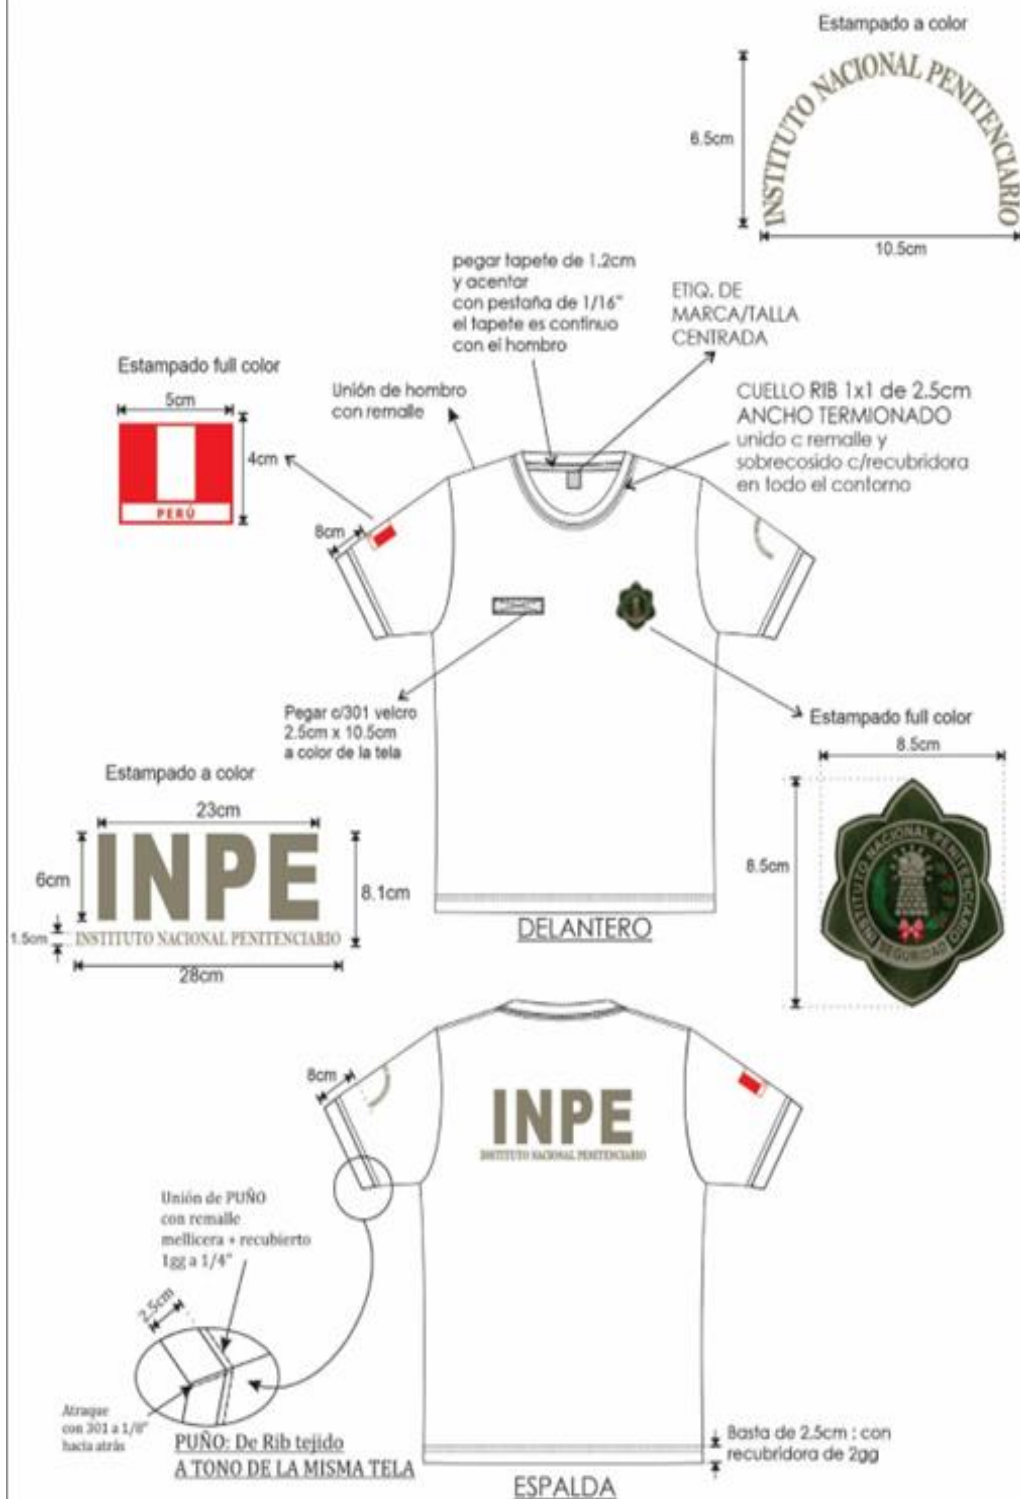 Estampado a color
INSTITUTO NACIONAL PENITENCIARIO
6.5cm
10.5cm
pegar tapete de 1.2cm
y acentar
con pestaña de 1/16"
el tapete es continuo
con el hombro
ETIQ. DE
MARCA/TALLA
CENTRADA
Estampado full color
5cm
4cm
PERÚ
Unión de hombro
con remalle
CUELLO RIB 1x1 de 2.5cm
ANCHO TERMIONADO
unido c remalle y
sobrecosido c/recubridora
en todo el contorno
8cm
Pegar c/301 velcro
2.5cm x 10.5cm
a color de la tela
Estampado full color
8.5cm
8.5cm
INSTITUTO NACIONAL PENITENCIARIO
SEGURIDAD
Estampado a color
23cm
INPE
6cm
8.1cm
1.5cm
INSTITUTO NACIONAL PENITENCIARIO
28cm
DELANTERO
8cm
INPE
INSTITUTO NACIONAL PENITENCIARIO
Unión de PUÑO
con remalle
mellicera + recubierto
1gg a 1/4"
2.5cm
Atraque
con 301 a 1/8"
hacia atrás
PUÑO: De Rib tejido
A TONO DE LA MISMA TELA
Basta de 2.5cm : con
recubridora de 2gg
ESPALDA